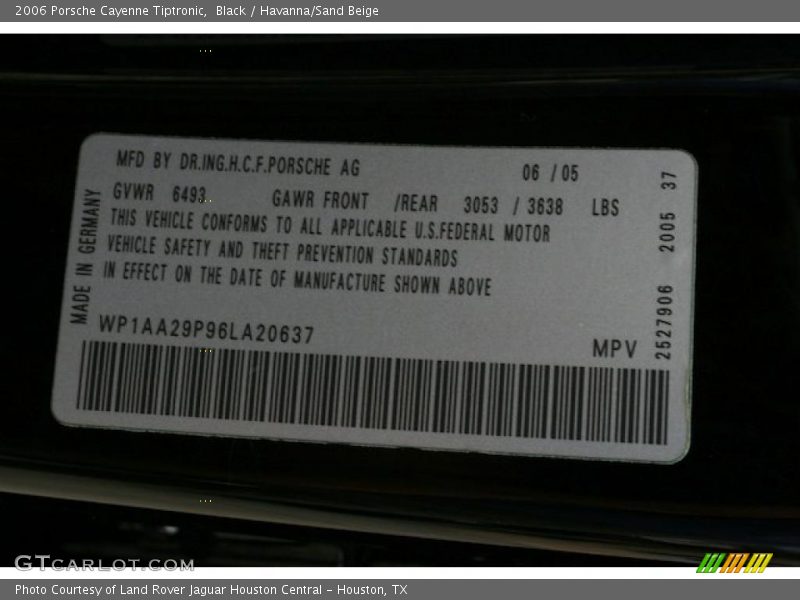 2006 Porsche Cayenne Tiptronic,  Black / Havanna/Sand Beige
MFD BY DR.ING.H.C.F.PORSCHE AG 06 / 05
GVWR 6493 GAWR FRONT /REAR 3053 / 3638 LBS
THIS VEHICLE CONFORMS TO ALL APPLICABLE U.S.FEDERAL MOTOR
VEHICLE SAFETY AND THEFT PREVENTION STANDARDS
IN EFFECT ON THE DATE OF MANUFACTURE SHOWN ABOVE
MADE IN GERMANY
WP1AA29P96LA20637
MPV
2527906 2005 37
GTCARLOT.COM
Photo Courtesy of Land Rover Jaguar Houston Central – Houston, TX